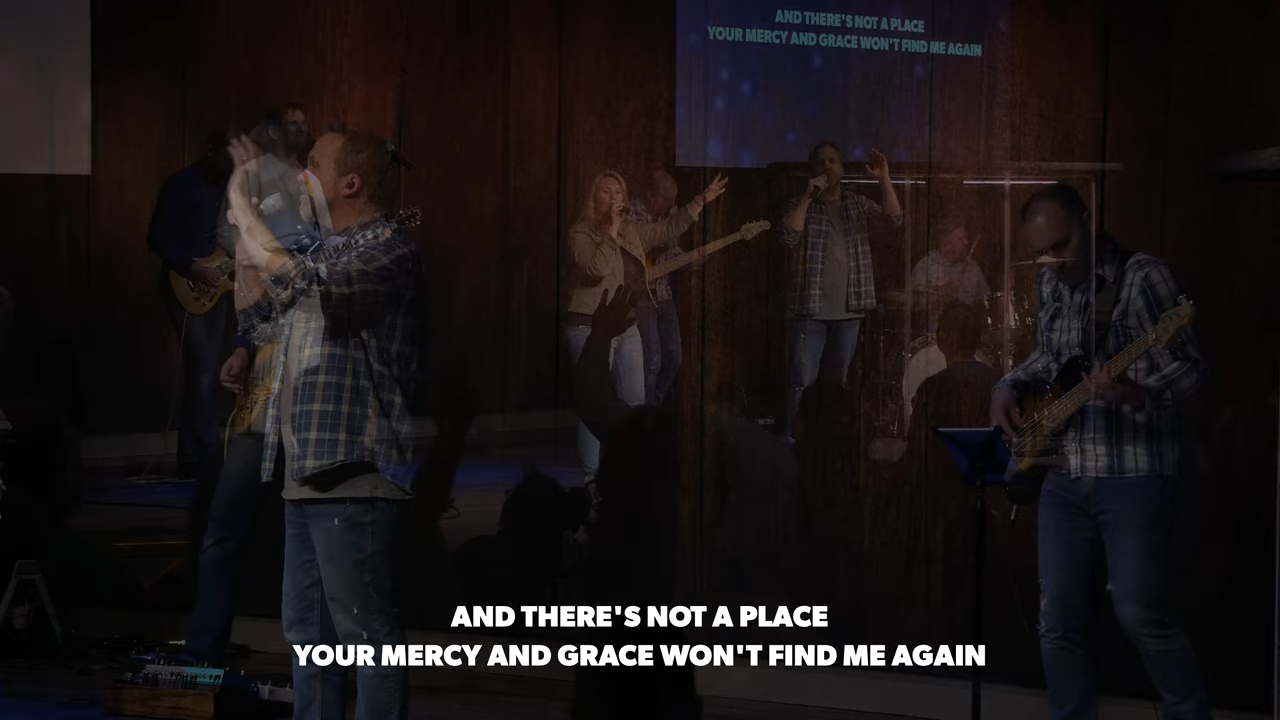 AND THERE'S NOT A PLACE
YOUR MERCY AND GRACE WON'T FIND ME AGAIN
AND THERE'S NOT A PLACE
YOUR MERCY AND GRACE WON'T FIND ME AGAIN